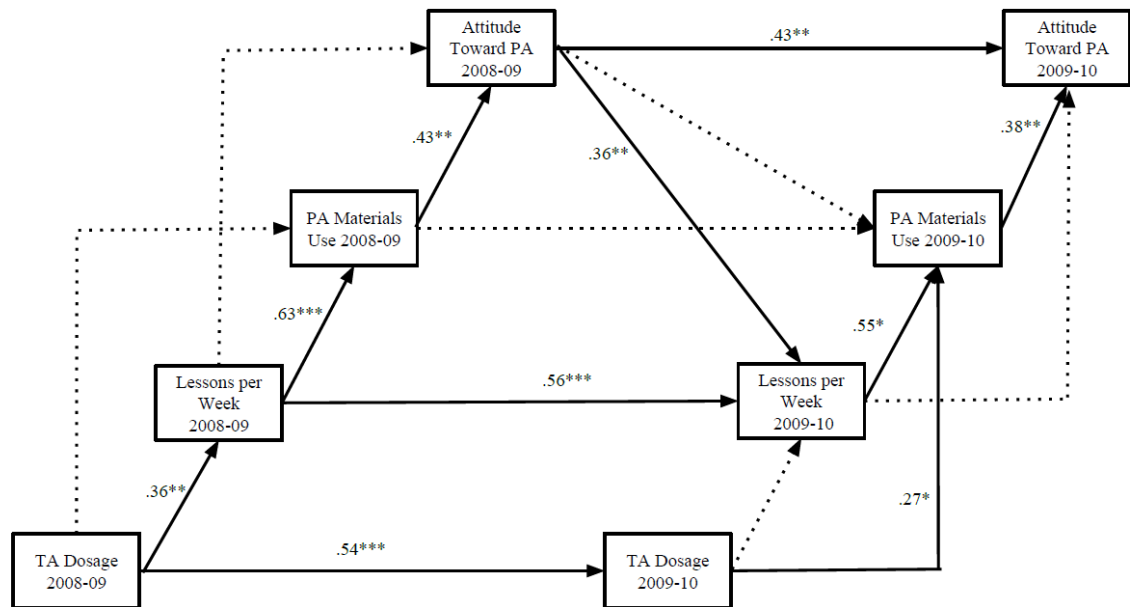 Attitude
Toward PA
2008-09
.43**
Attitude
Toward PA
2009-10
.43**
.36**
.38**
PA Materials
Use 2008-09
PA Materials
Use 2009-10
.63***
.55*
Lessons per
Week
2008-09
.56***
Lessons per
Week
2009-10
.36**
.27*
TA Dosage
2008-09
.54***
TA Dosage
2009-10